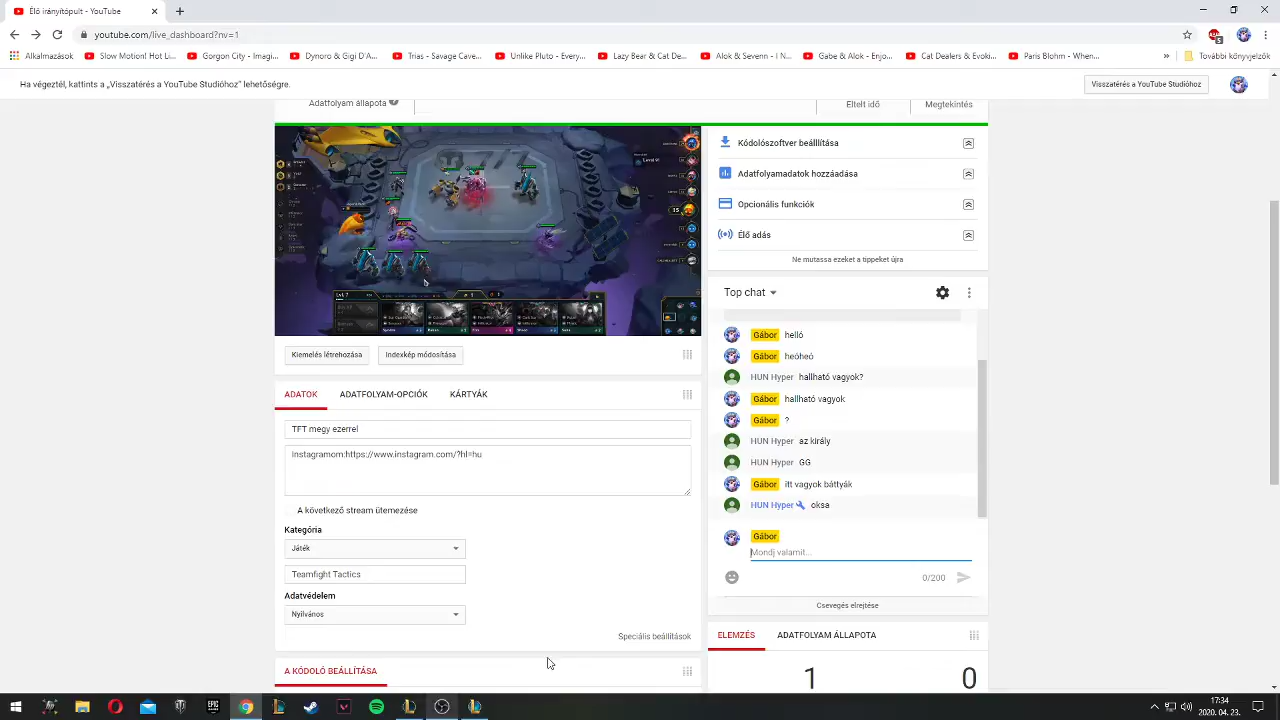 Élő irányítópult - YouTube
youtube.com/live_dashboard?nv=1
Alkalmazások
Slow Motion! Hot Li...
Gorgon City - Imagi...
Donoro & Gigi D'A...
Trias - Savage Cave...
Unlike Pluto - Every...
Lazy Bear & Cat De...
Alok & Sevenn - I N...
Gabe & Alok - Enjo...
Cat Dealers & Evoki...
Paris Blohm - When...
További könyvjelzők
Ha végeztél, kattints a „Visszatérés a YouTube Studióhoz” lehetőségre.
Visszatérés a YouTube Studióhoz
Adatfolyam állapota ?
Eltelt idő
Megtekintés
Kódolószoftver beállítása
Adatfolyamadatok hozzáadása
Opcionális funkciók
Élő adás
Ne mutassa ezeket a tippeket újra
Kiemelés létrehozása
Indexkép módosítása
ADATOK
ADATFOLYAM-OPCIÓK
KÁRTYÁK
TFT megy ezerrel
Instagramom:https://www.instagram.com/?hl=hu
A következő stream ütemezése
Kategória
Játék
Teamfight Tactics
Adatvédelem
Nyilvános
Speciális beállítások
A KÓDOLÓ BEÁLLÍTÁSA
Top chat
Gábor helló
Gábor heóheó
HUN Hyper hallható vagyok?
Gábor hallható vagyok
Gábor ?
HUN Hyper az király
HUN Hyper GG
Gábor itt vagyok báttyák
HUN Hyper oksa
Gábor
Mondj valamit...
0/200
Csevegés elrejtése
ELEMZÉS
ADATFOLYAM ÁLLAPOTA
1
0
17:34
2020. 04. 23.